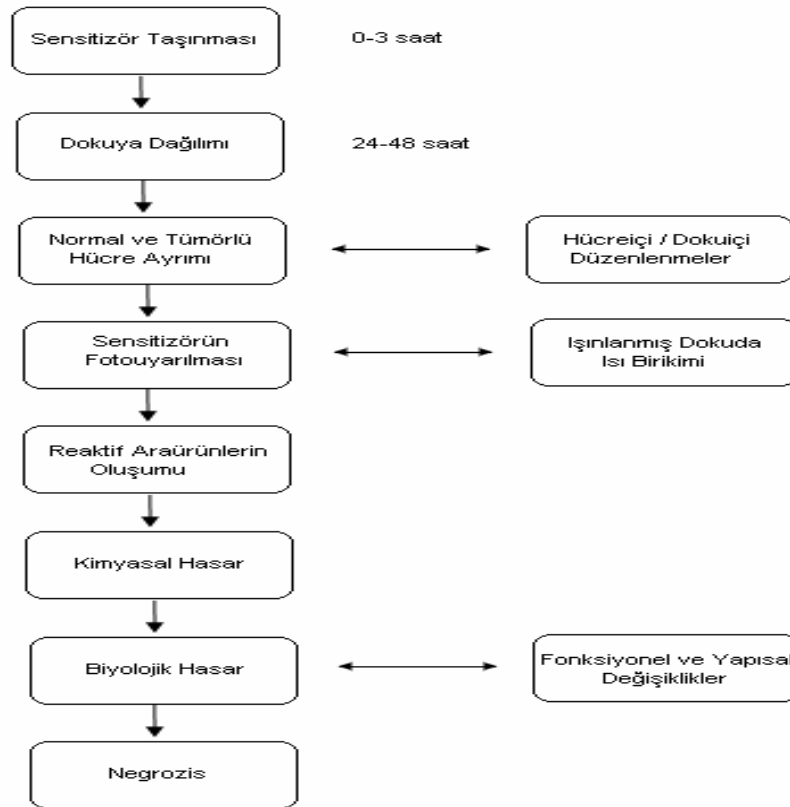 Sensitizör Taşınması
0-3 saat
Dokuya Dağılımı
24-48 saat
Normal ve Tümörlü
Hücre Ayrımı
Hücreiçi / Dokuiçi
Düzenlenmeler
Sensitizörün
Fotouyarılması
Işınlanmış Dokuda
Isı Birikimi
Reaktif Araürünlerin
Oluşumu
Kimyasal Hasar
Biyolojik Hasar
Fonksiyonel ve Yapısal
Değişiklikler
Negrozis